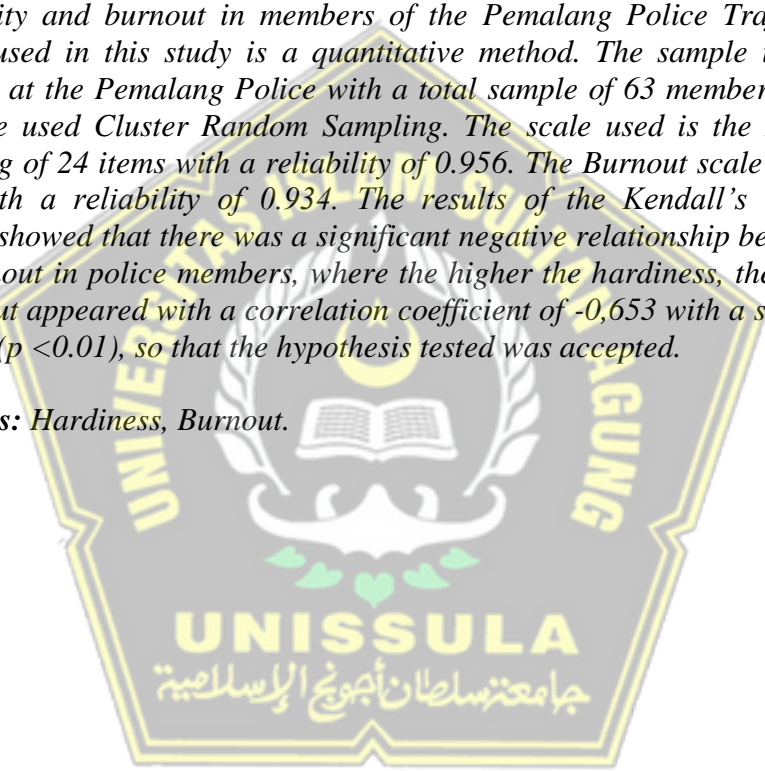 ity and burnout in members of the Pemalang Police Tra
used in this study is a quantitative method. The sample
at the Pemalang Police with a total sample of 63 member
e used Cluster Random Sampling. The scale used is the
g of 24 items with a reliability of 0.956. The Burnout scale
th a reliability of 0.934. The results of the Kendall’s
showed that there was a significant negative relationship be
out in police members, where the higher the hardiness, the
ut appeared with a correlation coefficient of -0,653 with a s
(p <0.01), so that the hypothesis tested was accepted.
s: Hardiness, Burnout.
UNIVERSITAS ISLAM SULTAN AGUNG
UNISSULA
جامعة سلطان أجونج الإسلامية